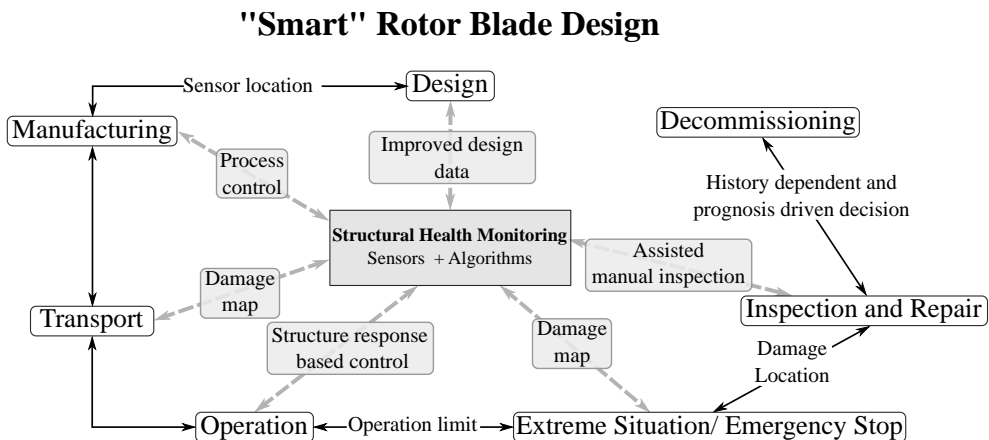 "Smart" Rotor Blade Design
Sensor location
Design
Manufacturing
Decommissioning
Improved design
data
Process
control
History dependent and
prognosis driven decision
Structural Health Monitoring
Sensors + Algorithms
Assisted
manual inspection
Damage
map
Transport
Inspection and Repair
Structure response
based control
Damage
map
Damage
Location
Operation
Operation limit
Extreme Situation/ Emergency Stop